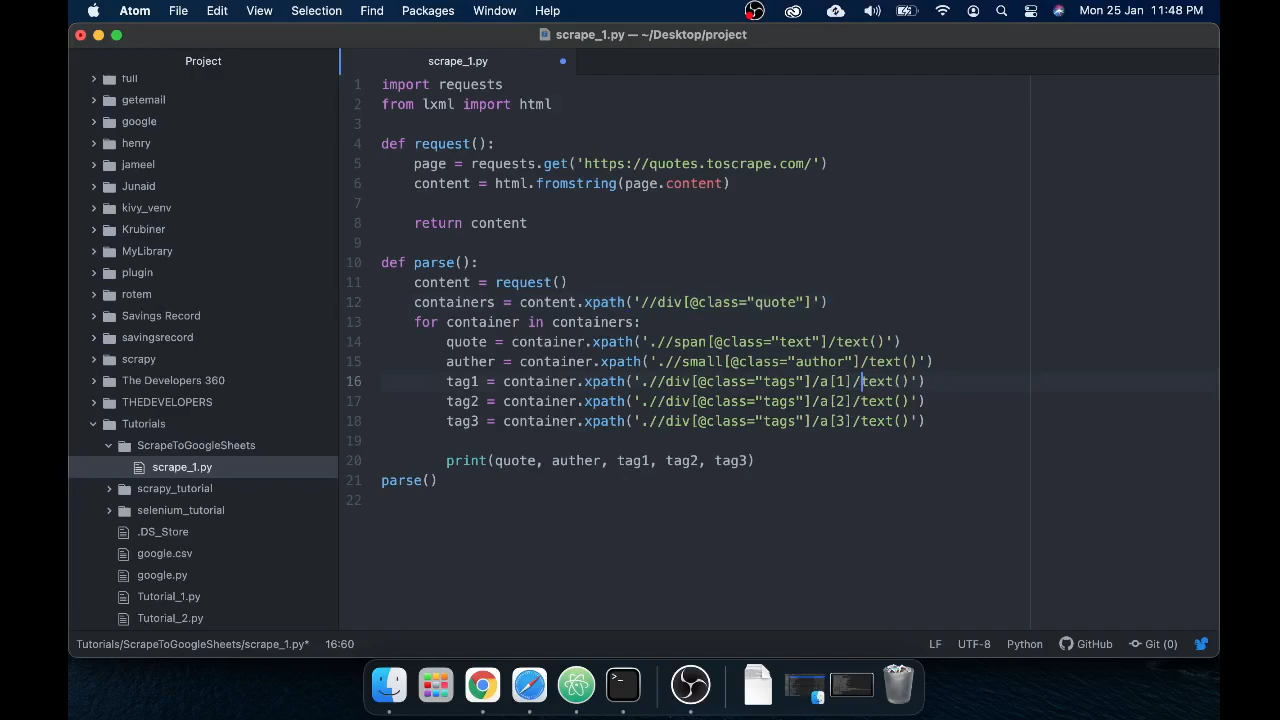 Atom File Edit View Selection Find Packages Window Help Mon 25 Jan 11:48 PM
scrape_1.py — ~/Desktop/project
Project
full
getemail
google
henry
jameel
Junaid
kivy_venv
Krubiner
MyLibrary
plugin
rotem
Savings Record
savingsrecord
scrapy
The Developers 360
THEDEVELOPERS
Tutorials
ScrapeToGoogleSheets
scrape_1.py
scrapy_tutorial
selenium_tutorial
.DS_Store
google.csv
google.py
Tutorial_1.py
Tutorial_2.py
scrape_1.py
1 import requests
2 from lxml import html
3
4 def request():
5 page = requests.get('https://quotes.toscrape.com/')
6 content = html.fromstring(page.content)
7
8 return content
9
10 def parse():
11 content = request()
12 containers = content.xpath('//div[@class="quote"]')
13 for container in containers:
14 quote = container.xpath('.//span[@class="text"]/text()')
15 auther = container.xpath('.//small[@class="author"]/text()')
16 tag1 = container.xpath('.//div[@class="tags"]/a[1]/text()')
17 tag2 = container.xpath('.//div[@class="tags"]/a[2]/text()')
18 tag3 = container.xpath('.//div[@class="tags"]/a[3]/text()')
19
20 print(quote, auther, tag1, tag2, tag3)
21 parse()
22
Tutorials/ScrapeToGoogleSheets/scrape_1.py* 16:60 LF UTF-8 Python GitHub Git (0)